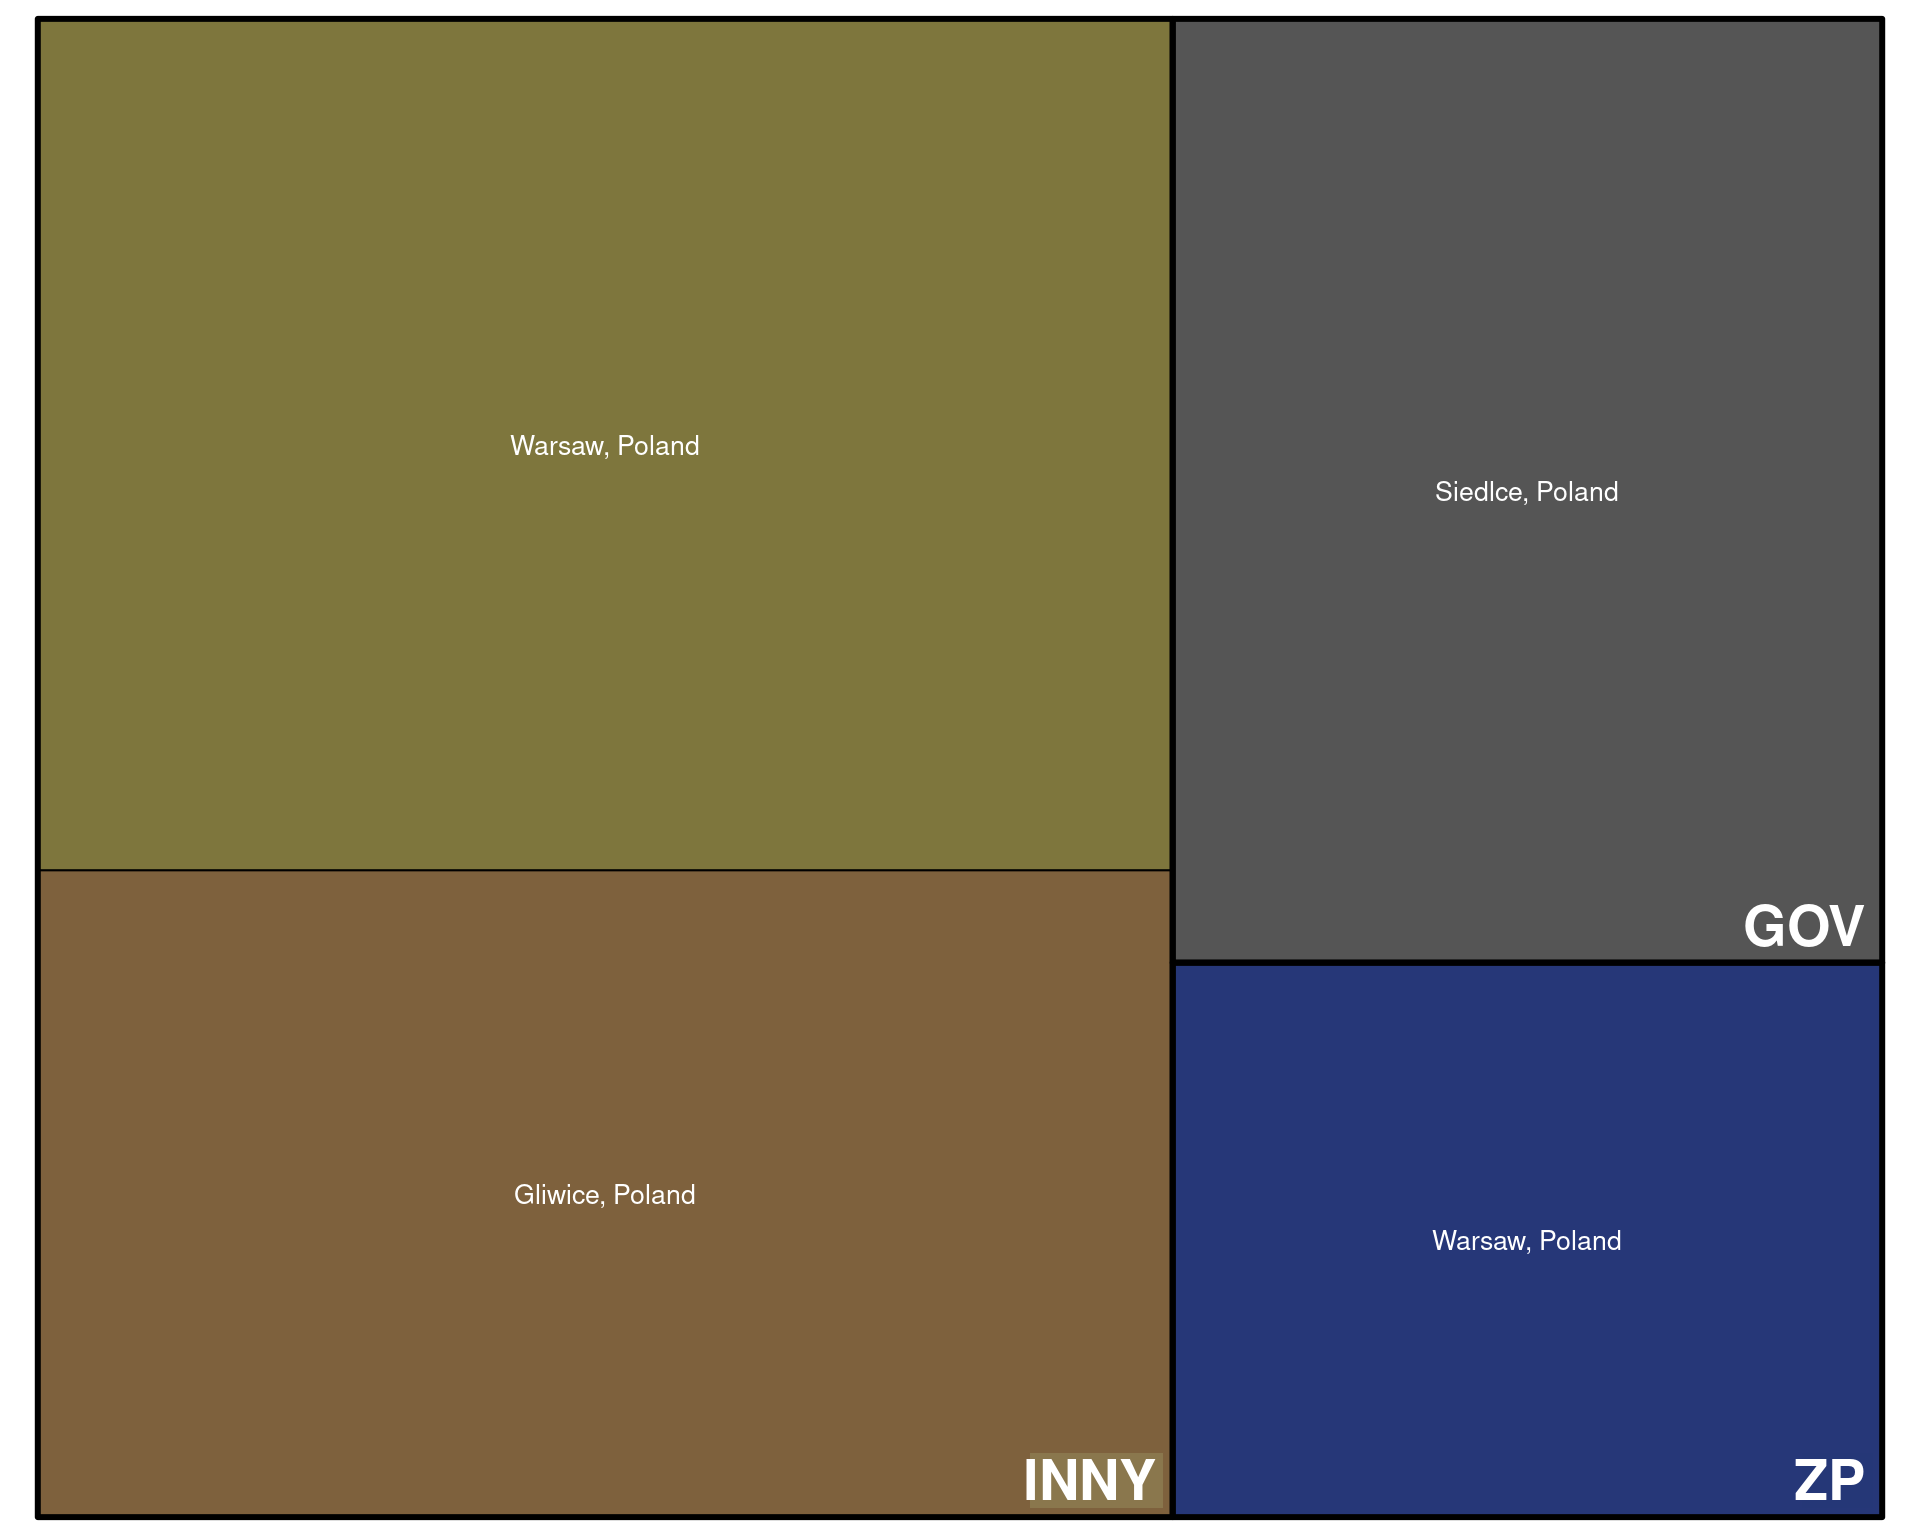 Warsaw, Poland
Siedlce, Poland
GOV
Gliwice, Poland
Warsaw, Poland
INNY
ZP